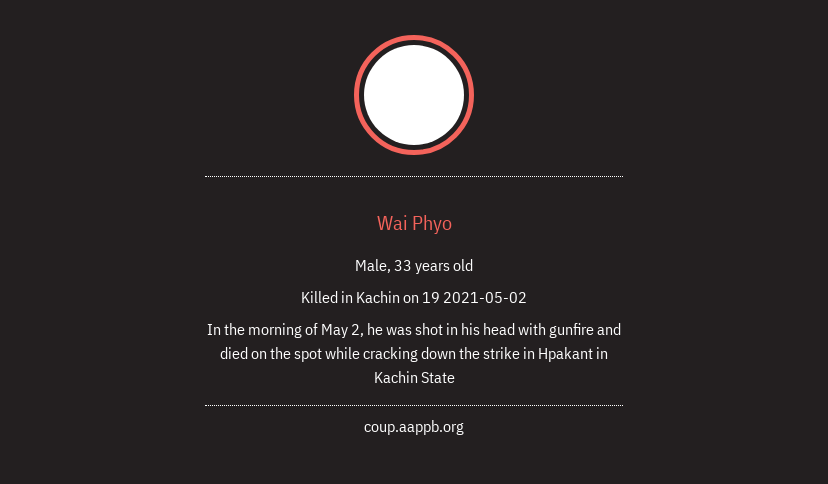 Wai Phyo
Male, 33 years old
Killed in Kachin on 19 2021-05-02
In the morning of May 2, he was shot in his head with gunfire and
died on the spot while cracking down the strike in Hpakant in
Kachin State
coup.aappb.org